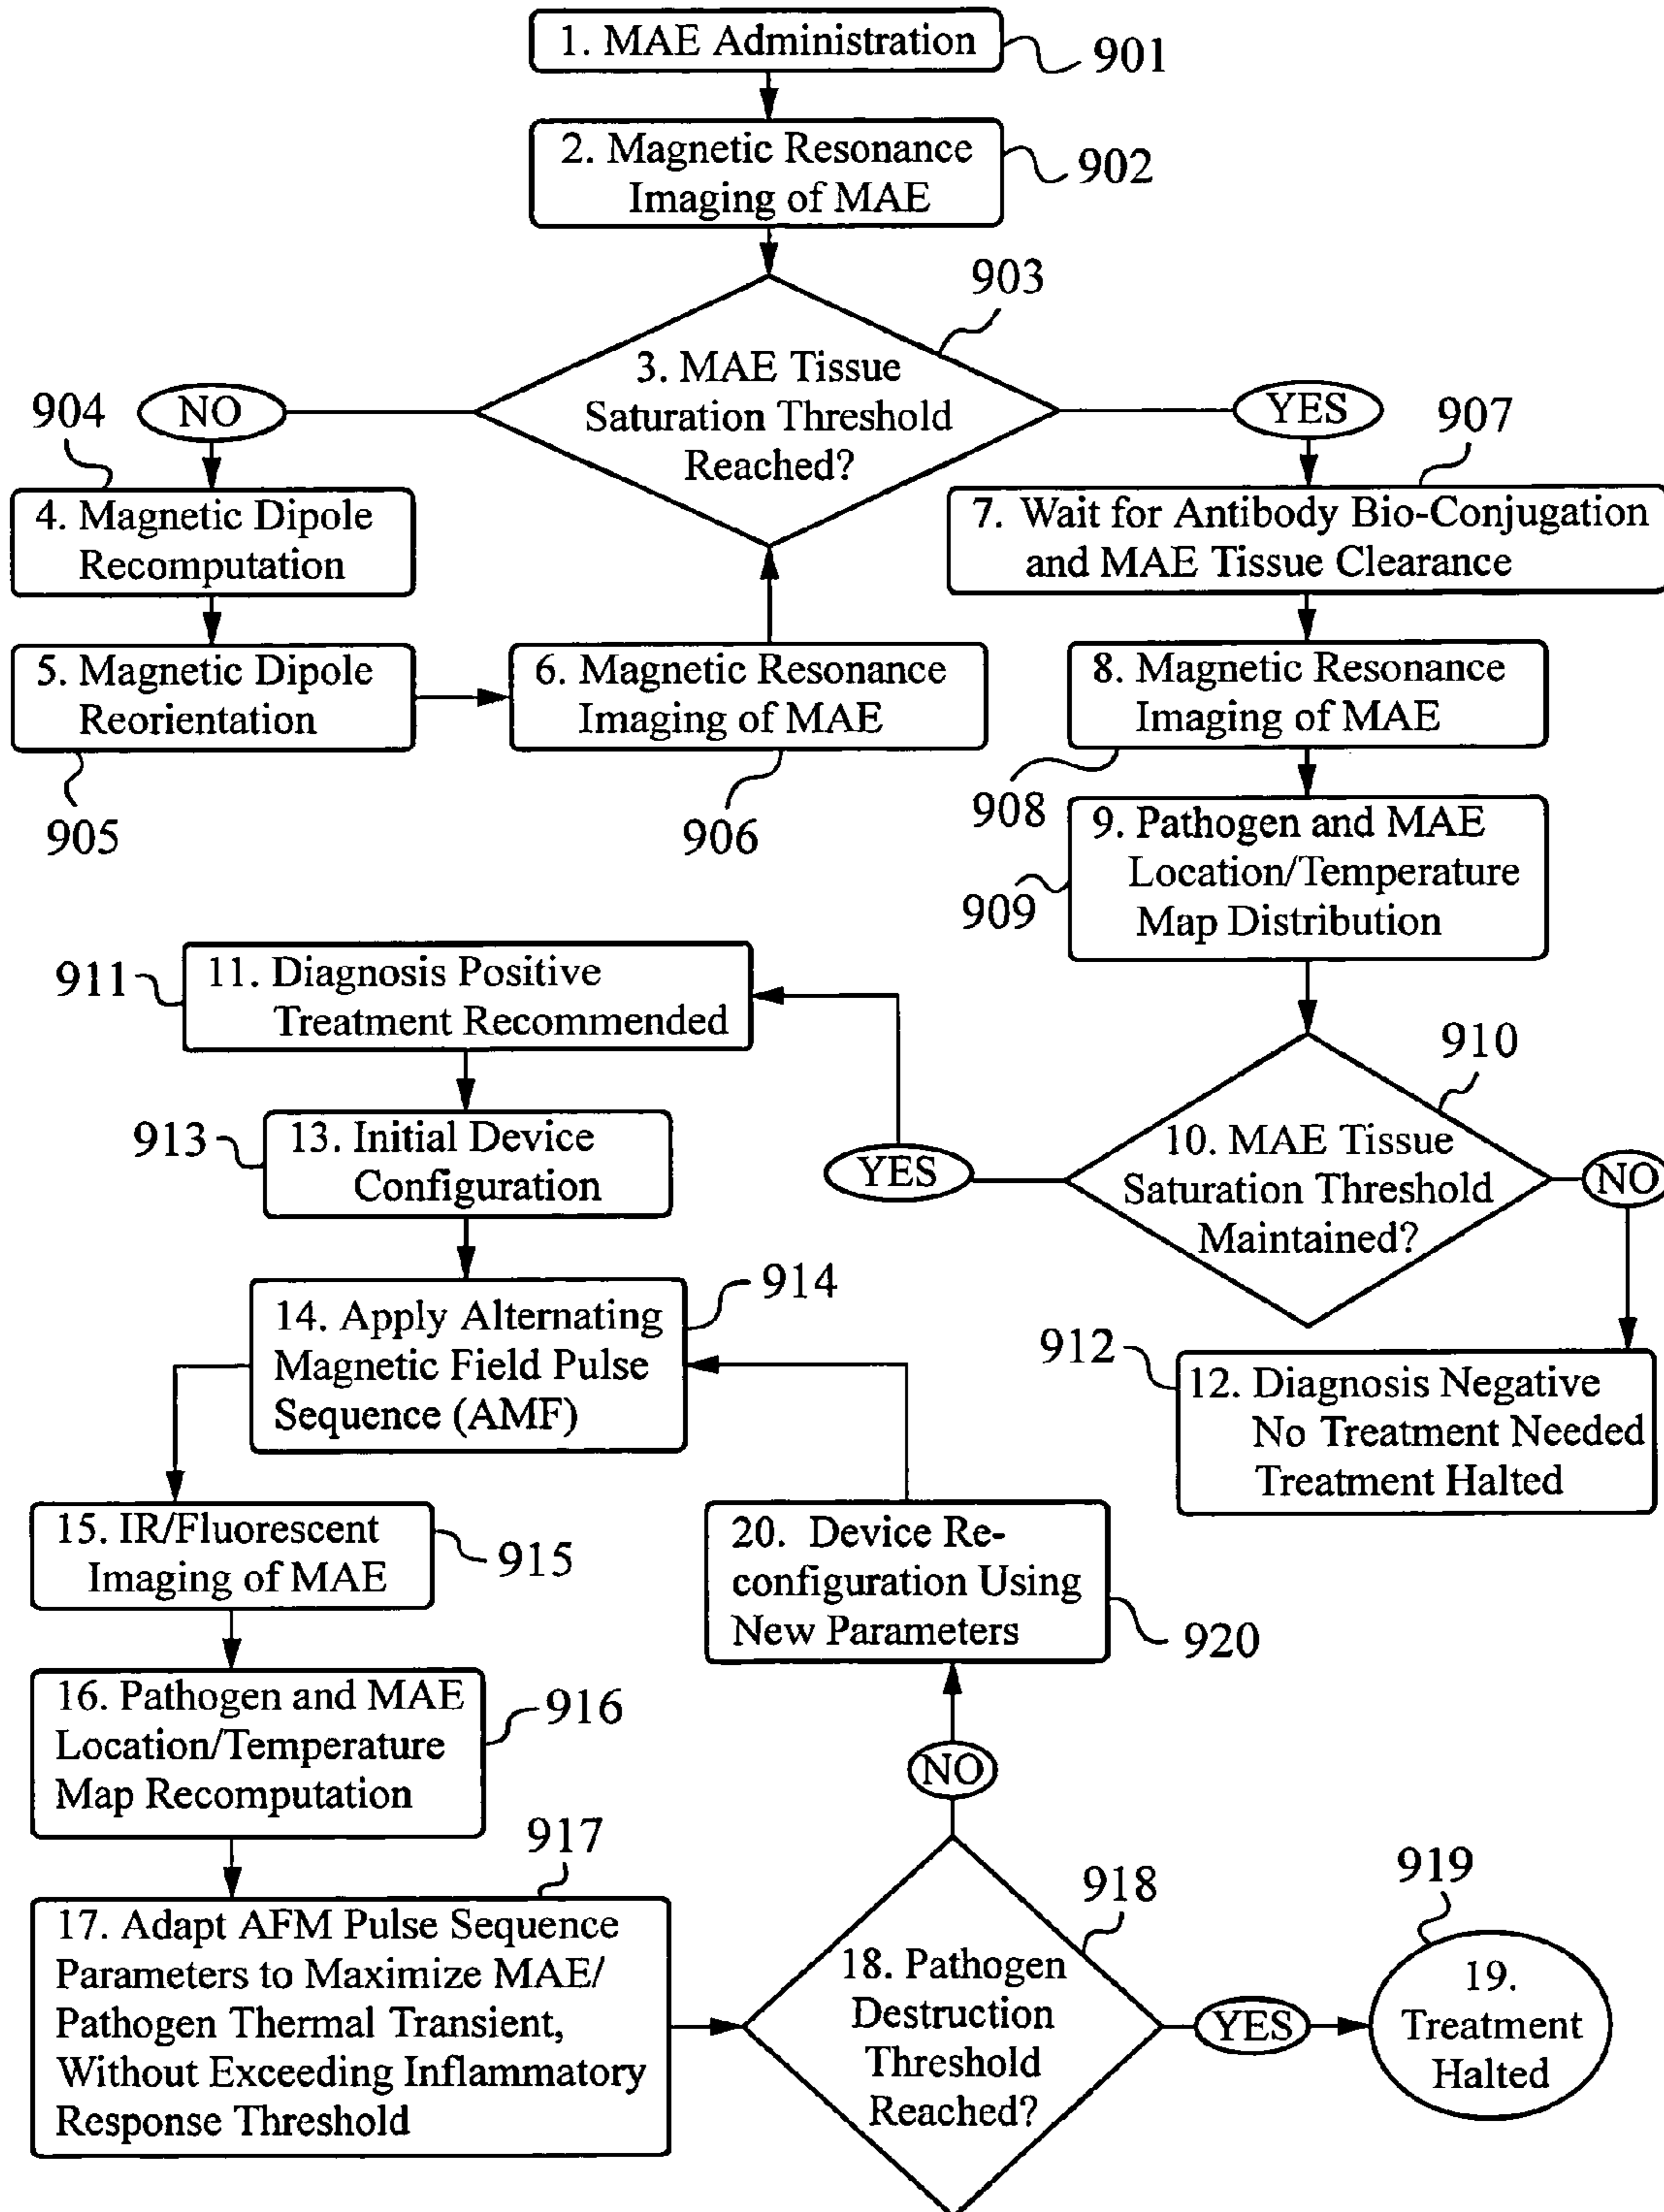 1. MAE Administration
901
2. Magnetic Resonance
Imaging of MAE
902
903
3. MAE Tissue
Saturation Threshold
Reached?
NO
YES
904
4. Magnetic Dipole
Recomputation
5. Magnetic Dipole
Reorientation
905
6. Magnetic Resonance
Imaging of MAE
906
907
7. Wait for Antibody Bio-Conjugation
and MAE Tissue Clearance
8. Magnetic Resonance
Imaging of MAE
908
9. Pathogen and MAE
Location/Temperature
Map Distribution
909
910
10. MAE Tissue
Saturation Threshold
Maintained?
YES
NO
911
11. Diagnosis Positive
Treatment Recommended
912
12. Diagnosis Negative
No Treatment Needed
Treatment Halted
913
13. Initial Device
Configuration
914
14. Apply Alternating
Magnetic Field Pulse
Sequence (AMF)
15. IR/Fluorescent
Imaging of MAE
915
16. Pathogen and MAE
Location/Temperature
Map Recomputation
916
917
17. Adapt AFM Pulse Sequence
Parameters to Maximize MAE/
Pathogen Thermal Transient,
Without Exceeding Inflammatory
Response Threshold
918
18. Pathogen
Destruction
Threshold
Reached?
YES
919
19.
Treatment
Halted
NO
20. Device Re-
configuration Using
New Parameters
920